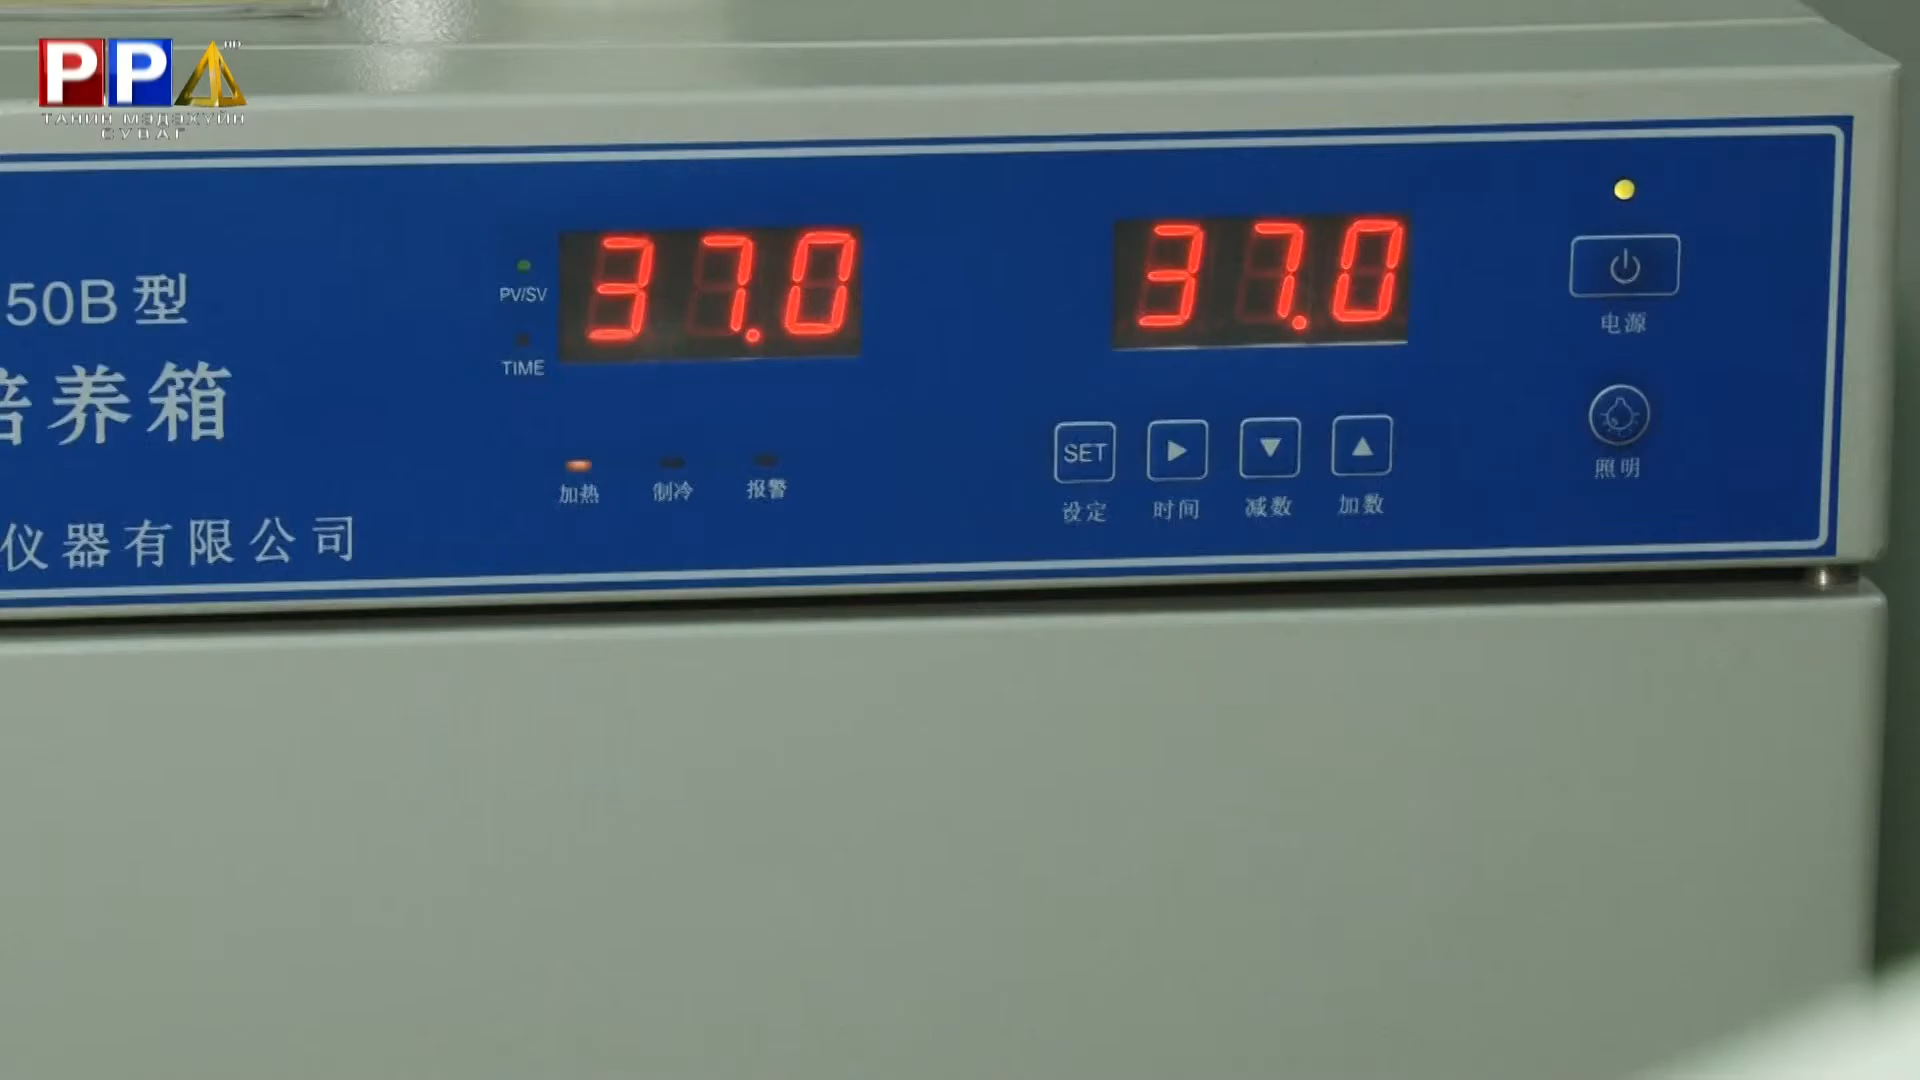 PPД HD
ТАНИН МЭДЭХҮЙН
СУВАГ
50B 型
培养箱
仪器有限公司
PV/SV
TIME
37.0
37.0
加热
制冷
报警
SET
设定
时间
减数
加数
电源
照明